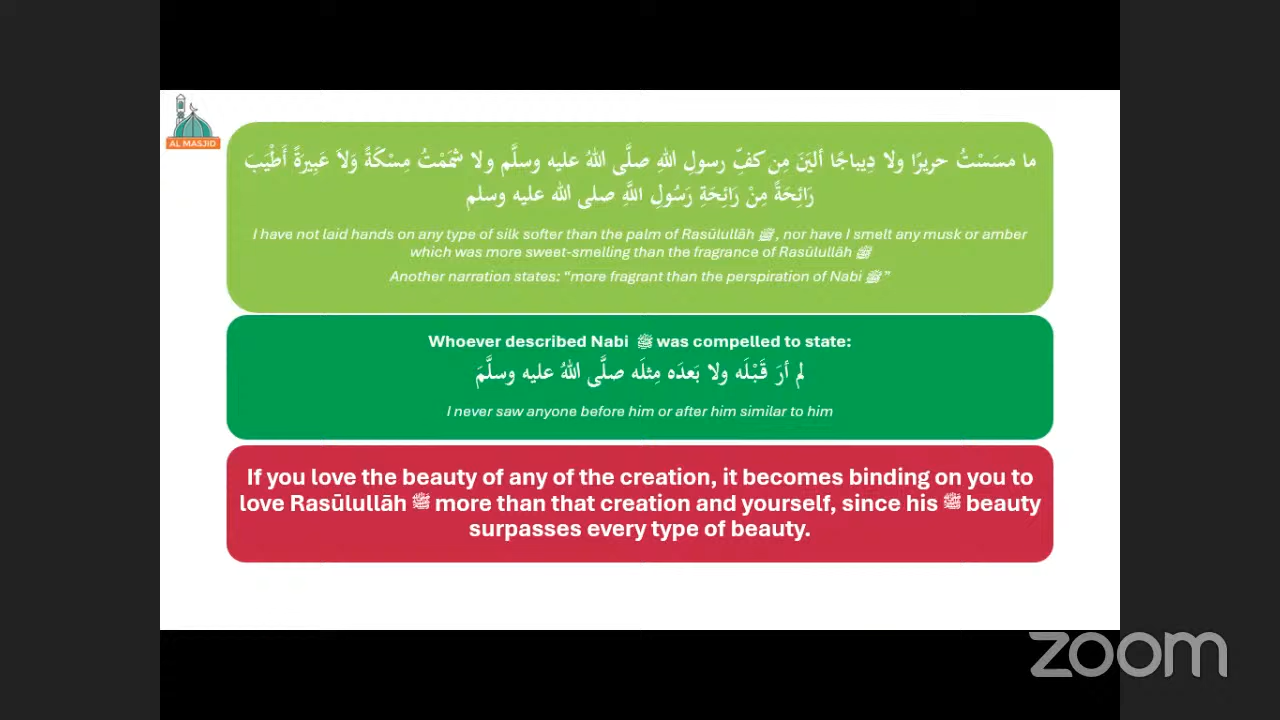 AL MASJID
ما مسَسْتُ حريرًا ولا دِيباجًا ألينَ مِن كفِّ رسولِ اللهِ صلَّى اللهُ عليه وسلَّم ولا شَمَمْتُ مِسْكَةً وَلاَ عَبِيرَةً أَطْيَبَ
رَائِحَةً مِنْ رَائِحَةِ رَسُولِ اللَّهِ صلى الله عليه وسلم
I have not laid hands on any type of silk softer than the palm of Rasūlullāh ﷺ, nor have I smelt any musk or amber
which was more sweet-smelling than the fragrance of Rasūlullāh ﷺ
Another narration states: “more fragrant than the perspiration of Nabi ﷺ”
Whoever described Nabi ﷺ was compelled to state:
لم أرَ قَبْلَه ولا بَعدَه مِثلَه صلَّى اللهُ عليه وسلَّمَ
I never saw anyone before him or after him similar to him
If you love the beauty of any of the creation, it becomes binding on you to
love Rasūlullāh ﷺ more than that creation and yourself, since his ﷺ beauty
surpasses every type of beauty.
zoom